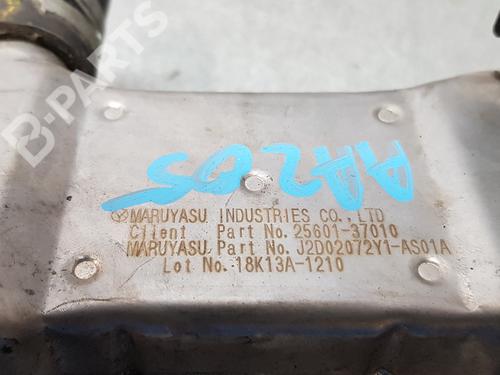 B-PARTS
AA205
MARUYASU INDUSTRIES CO., LTD
Client Part No. 25601-37010
MARUYASU Part No. J2D02072Y1-AS01A
Lot No. 18K13A-1210